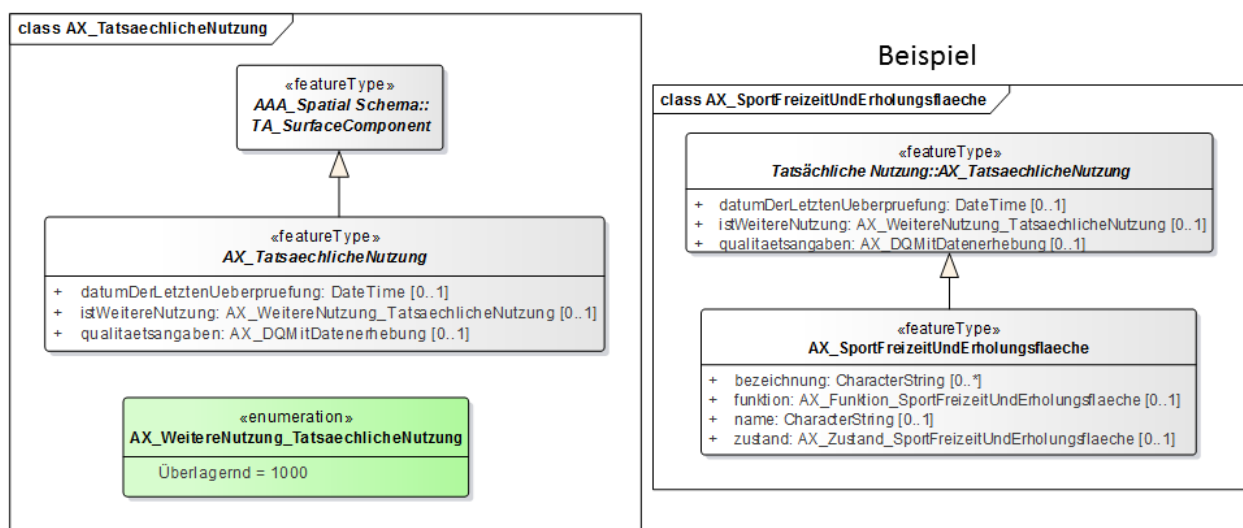 class AX_TatsaechlicheNutzung
«featureType»
AAA_Spatial Schema::
TA_SurfaceComponent
«featureType»
AX_TatsaechlicheNutzung
+ datumDerLetztenUeberpruefung: DateTime [0..1]
+ istWeitereNutzung: AX_WeitereNutzung_TatsaechlicheNutzung [0..1]
+ qualitaetsangaben: AX_DQMitDatenerhebung [0..1]
«enumeration»
AX_WeitereNutzung_TatsaechlicheNutzung
Überlagernd = 1000
Beispiel
class AX_SportFreizeitUndErholungsflaeche
«featureType»
Tatsächliche Nutzung::AX_TatsaechlicheNutzung
+ datumDerLetztenUeberpruefung: DateTime [0..1]
+ istWeitereNutzung: AX_WeitereNutzung_TatsaechlicheNutzung [0..1]
+ qualitaetsangaben: AX_DQMitDatenerhebung [0..1]
«featureType»
AX_SportFreizeitUndErholungsflaeche
+ bezeichnung: CharacterString [0..*]
+ funktion: AX_Funktion_SportFreizeitUndErholungsflaeche [0..1]
+ name: CharacterString [0..1]
+ zustand: AX_Zustand_SportFreizeitUndErholungsflaeche [0..1]